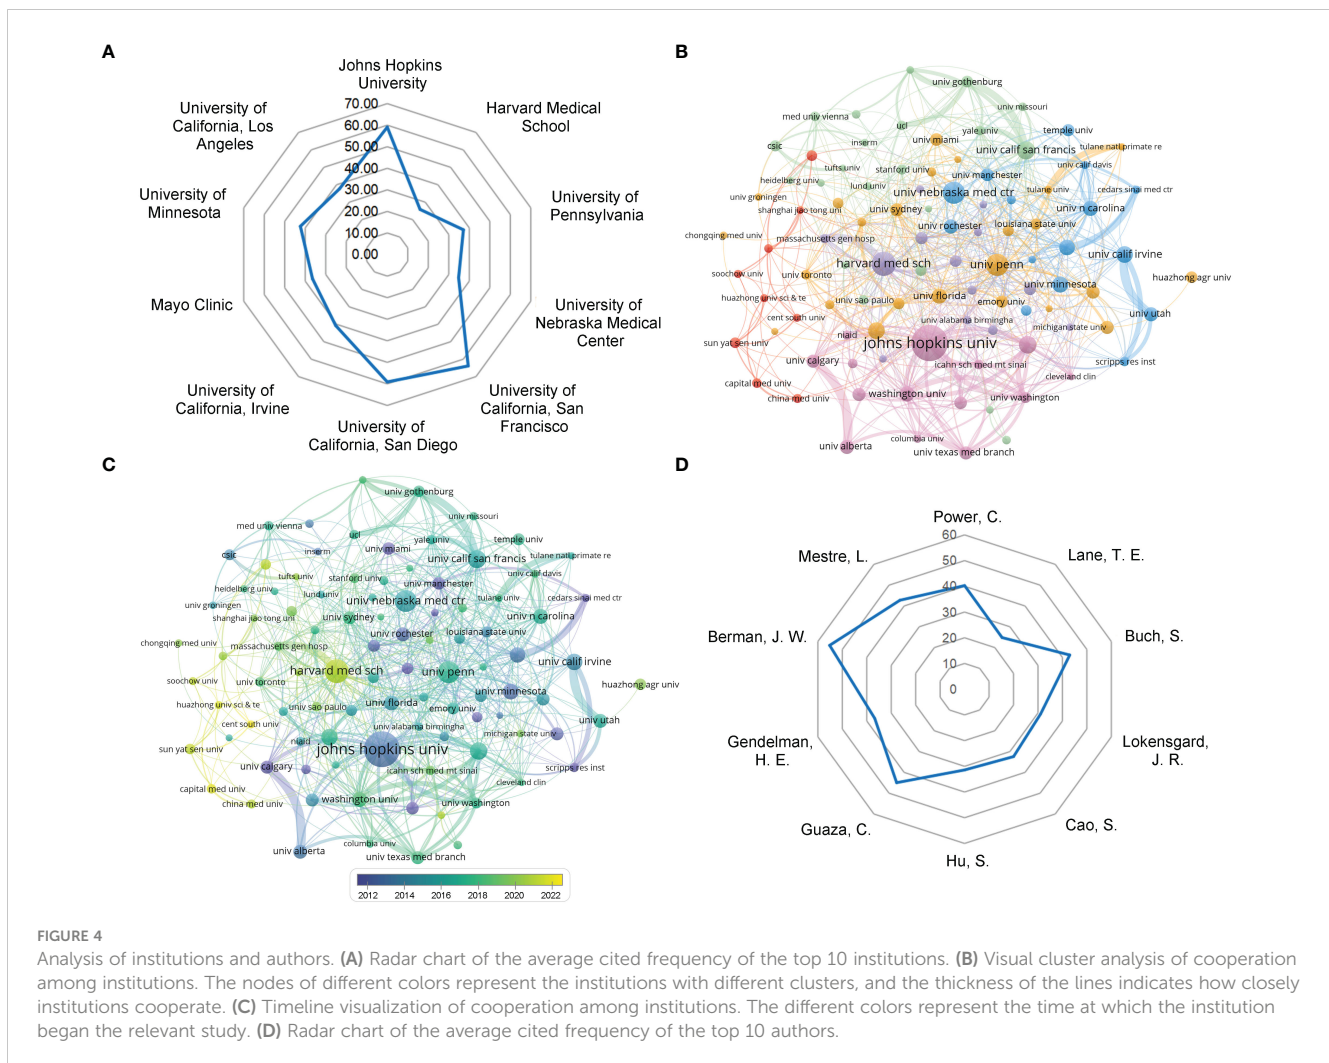 A
Johns Hopkins
University
Harvard Medical
School
University of
Pennsylvania
University of
Nebraska Medical
Center
University of
California, San
Francisco
University of
California, San Diego
University of
California, Irvine
Mayo Clinic
University of
Minnesota
University of
California, Los
Angeles
70.00
60.00
50.00
40.00
30.00
20.00
10.00
0.00
B
univ gothenburg
univ missouri
med univ vienna
ucl
yale univ
temple univ
csic
inserm
univ miami
univ calif san francis
tulane natl primate re
tufts univ
stanford univ
univ calif davis
heidelberg univ
lund univ
univ manchester
univ groningen
univ nebraska med ctr
tulane univ
cedars sinai med ctr
shanghai jiao tong uni
univ sydney
univ n carolina
chongqing med univ
massachusetts gen hosp
univ rochester
louisiana state univ
soochow univ
univ toronto
harvard med sch
univ penn
univ calif irvine
huazhong agr univ
huazhong univ sci & te
univ sao paulo
univ florida
emory univ
univ minnesota
cent south univ
univ alabama birmingha
michigan state univ
univ utah
sun yat sen univ
niaid
johns hopkins univ
univ calgary
icahn sch med mt sinai
scripps res inst
capital med univ
cleveland clin
china med univ
washington univ
univ washington
univ alberta
columbia univ
univ texas med branch
C
univ gothenburg
univ missouri
med univ vienna
ucl
yale univ
temple univ
csic
inserm
univ miami
univ calif san francis
tulane natl primate re
tufts univ
stanford univ
univ calif davis
heidelberg univ
lund univ
univ manchester
univ groningen
univ nebraska med ctr
tulane univ
cedars sinai med ctr
shanghai jiao tong uni
univ sydney
univ n carolina
chongqing med univ
massachusetts gen hosp
univ rochester
louisiana state univ
soochow univ
univ toronto
harvard med sch
univ penn
univ calif irvine
huazhong agr univ
huazhong univ sci & te
univ sao paulo
univ florida
emory univ
univ minnesota
cent south univ
univ alabama birmingha
michigan state univ
univ utah
sun yat sen univ
niaid
johns hopkins univ
univ calgary
icahn sch med mt sinai
scripps res inst
capital med univ
cleveland clin
china med univ
washington univ
univ washington
univ alberta
columbia univ
univ texas med branch
2012 2014 2016 2018 2020 2022
D
Power, C.
Lane, T. E.
Buch, S.
Lokensgard,
J. R.
Cao, S.
Hu, S.
Guaza, C.
Gendelman,
H. E.
Berman, J. W.
Mestre, L.
60
50
40
30
20
10
0
FIGURE 4
Analysis of institutions and authors. (A) Radar chart of the average cited frequency of the top 10 institutions. (B) Visual cluster analysis of cooperation
among institutions. The nodes of different colors represent the institutions with different clusters, and the thickness of the lines indicates how closely
institutions cooperate. (C) Timeline visualization of cooperation among institutions. The different colors represent the time at which the institution
began the relevant study. (D) Radar chart of the average cited frequency of the top 10 authors.